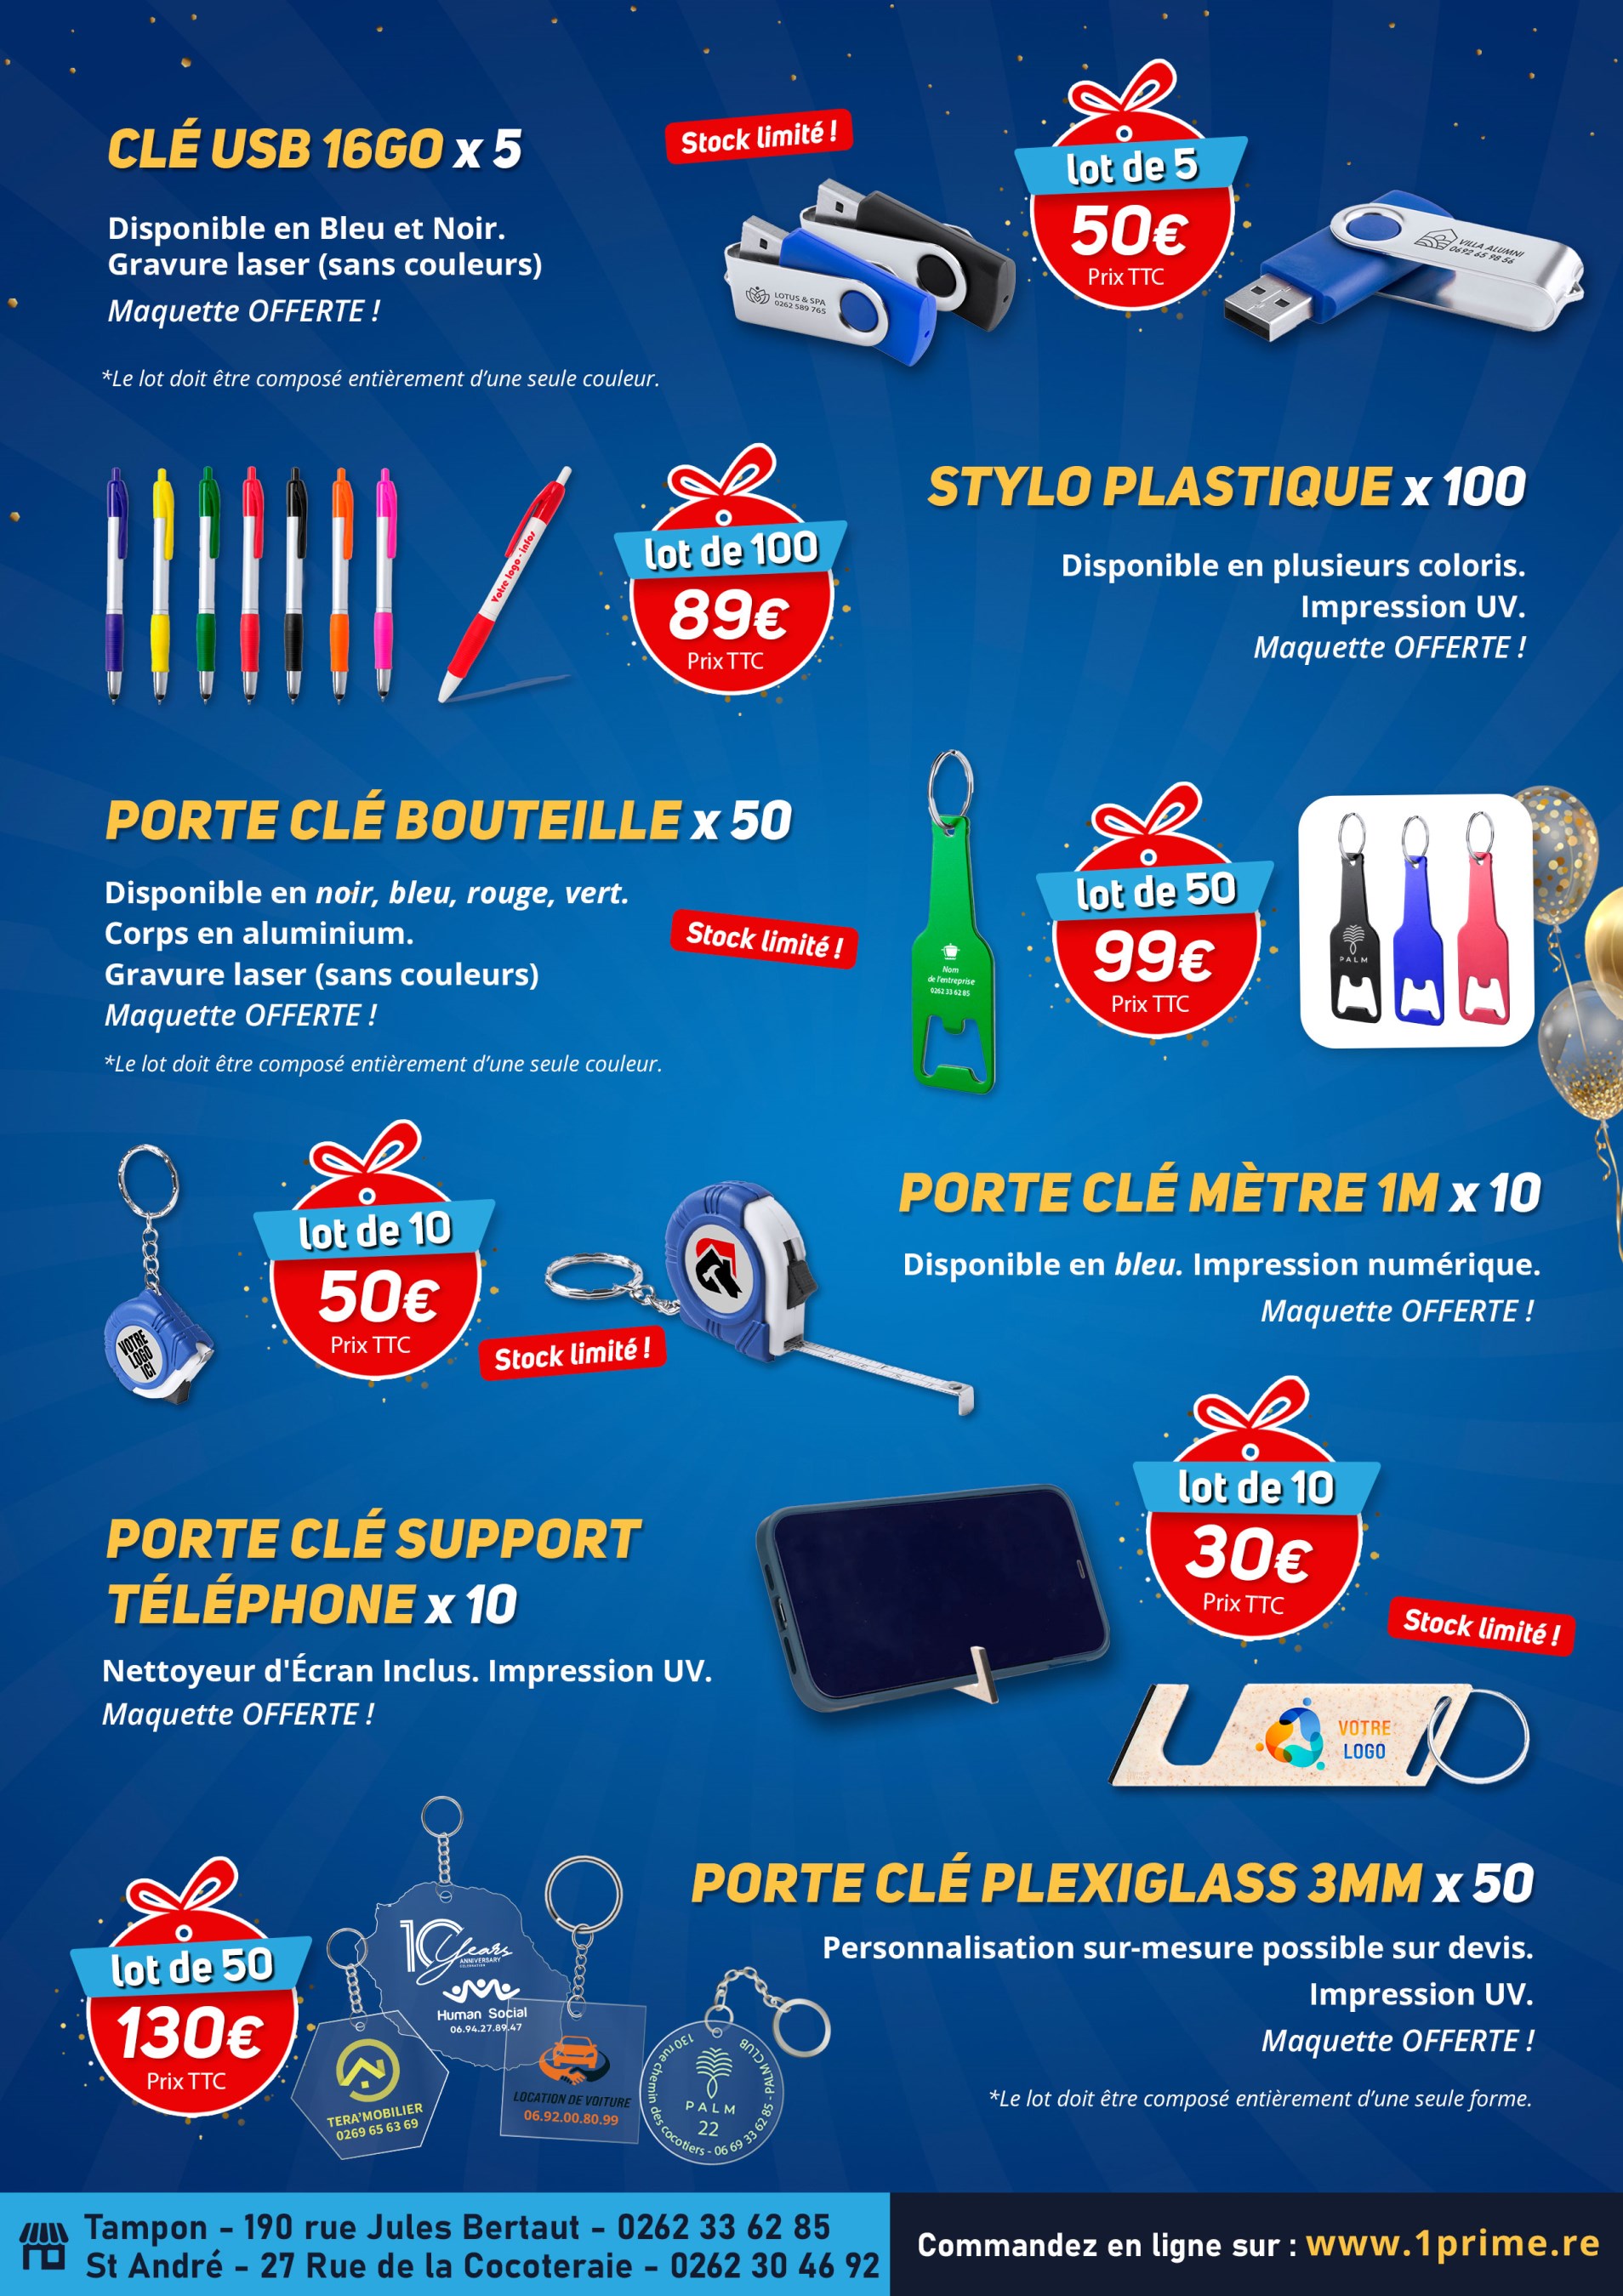 CLÉ USB 16GO x 5
Stock limité !
lot de 5
50€
Prix TTC
Disponible en Bleu et Noir.
Gravure laser (sans couleurs)
Maquette OFFERTE !
*Le lot doit être composé entièrement d'une seule couleur.
LOTUS & SPA
0262 589 765
VILLA ALUMNI
0692 65 98 56
Votre logo - infos
lot de 100
89€
Prix TTC
STYLO PLASTIQUE x 100
Disponible en plusieurs coloris.
Impression UV.
Maquette OFFERTE !
PORTE CLÉ BOUTEILLE x 50
Disponible en noir, bleu, rouge, vert.
Corps en aluminium.
Gravure laser (sans couleurs)
Maquette OFFERTE !
*Le lot doit être composé entièrement d'une seule couleur.
Stock limité !
Nom
de l'entreprise
0262 33 62 85
lot de 50
99€
Prix TTC
PALM
VOTRE
LOGO
ICI
lot de 10
50€
Prix TTC
Stock limité !
PORTE CLÉ MÈTRE 1M x 10
Disponible en bleu. Impression numérique.
Maquette OFFERTE !
PORTE CLÉ SUPPORT
TÉLÉPHONE x 10
Nettoyeur d'Écran Inclus. Impression UV.
Maquette OFFERTE !
lot de 10
30€
Prix TTC
Stock limité !
VOTRE
LOGO
lot de 50
130€
Prix TTC
10 Years
ANNIVERSARY
CELEBRATION
Human Social
06.94.27.89.47
TERA'MOBILIER
0269 65 63 69
LOCATION DE VOITURE
06.92.00.80.99
130 rue chemin des cocotiers - 06 69 33 62 85 - PALM CLUB
PALM
22
PORTE CLÉ PLEXIGLASS 3MM x 50
Personnalisation sur-mesure possible sur devis.
Impression UV.
Maquette OFFERTE !
*Le lot doit être composé entièrement d'une seule forme.
Tampon - 190 rue Jules Bertaut - 0262 33 62 85
St André - 27 Rue de la Cocoteraie - 0262 30 46 92
Commandez en ligne sur : www.1prime.re